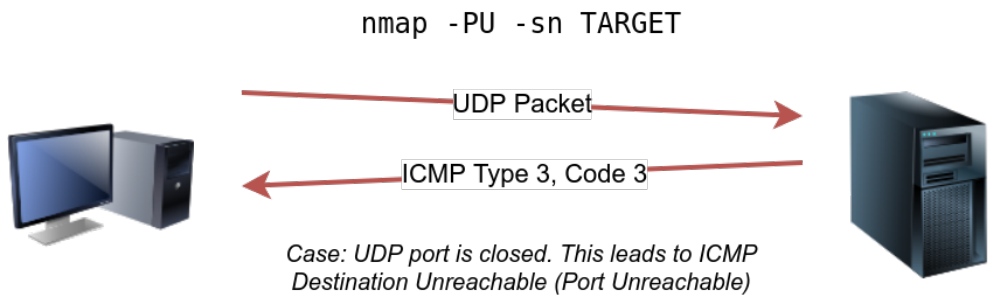 nmap -PU -sn TARGET
UDP Packet
ICMP Type 3, Code 3
Case: UDP port is closed. This leads to ICMP
Destination Unreachable (Port Unreachable)